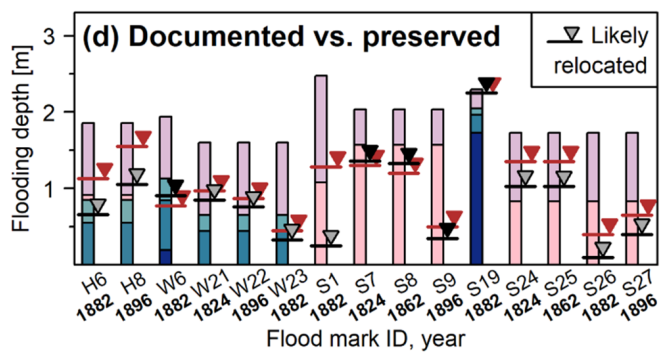 (d) Documented vs. preserved
Likely
relocated
Flooding depth [m]
3
2
1
H6 H8 W6 W21 W22 W23 S1 S7 S8 S9 S19 S24 S25 S26 S27
1882 1896 1882 1824 1896 1882 1882 1824 1862 1896 1882 1824 1862 1882 1896
Flood mark ID, year